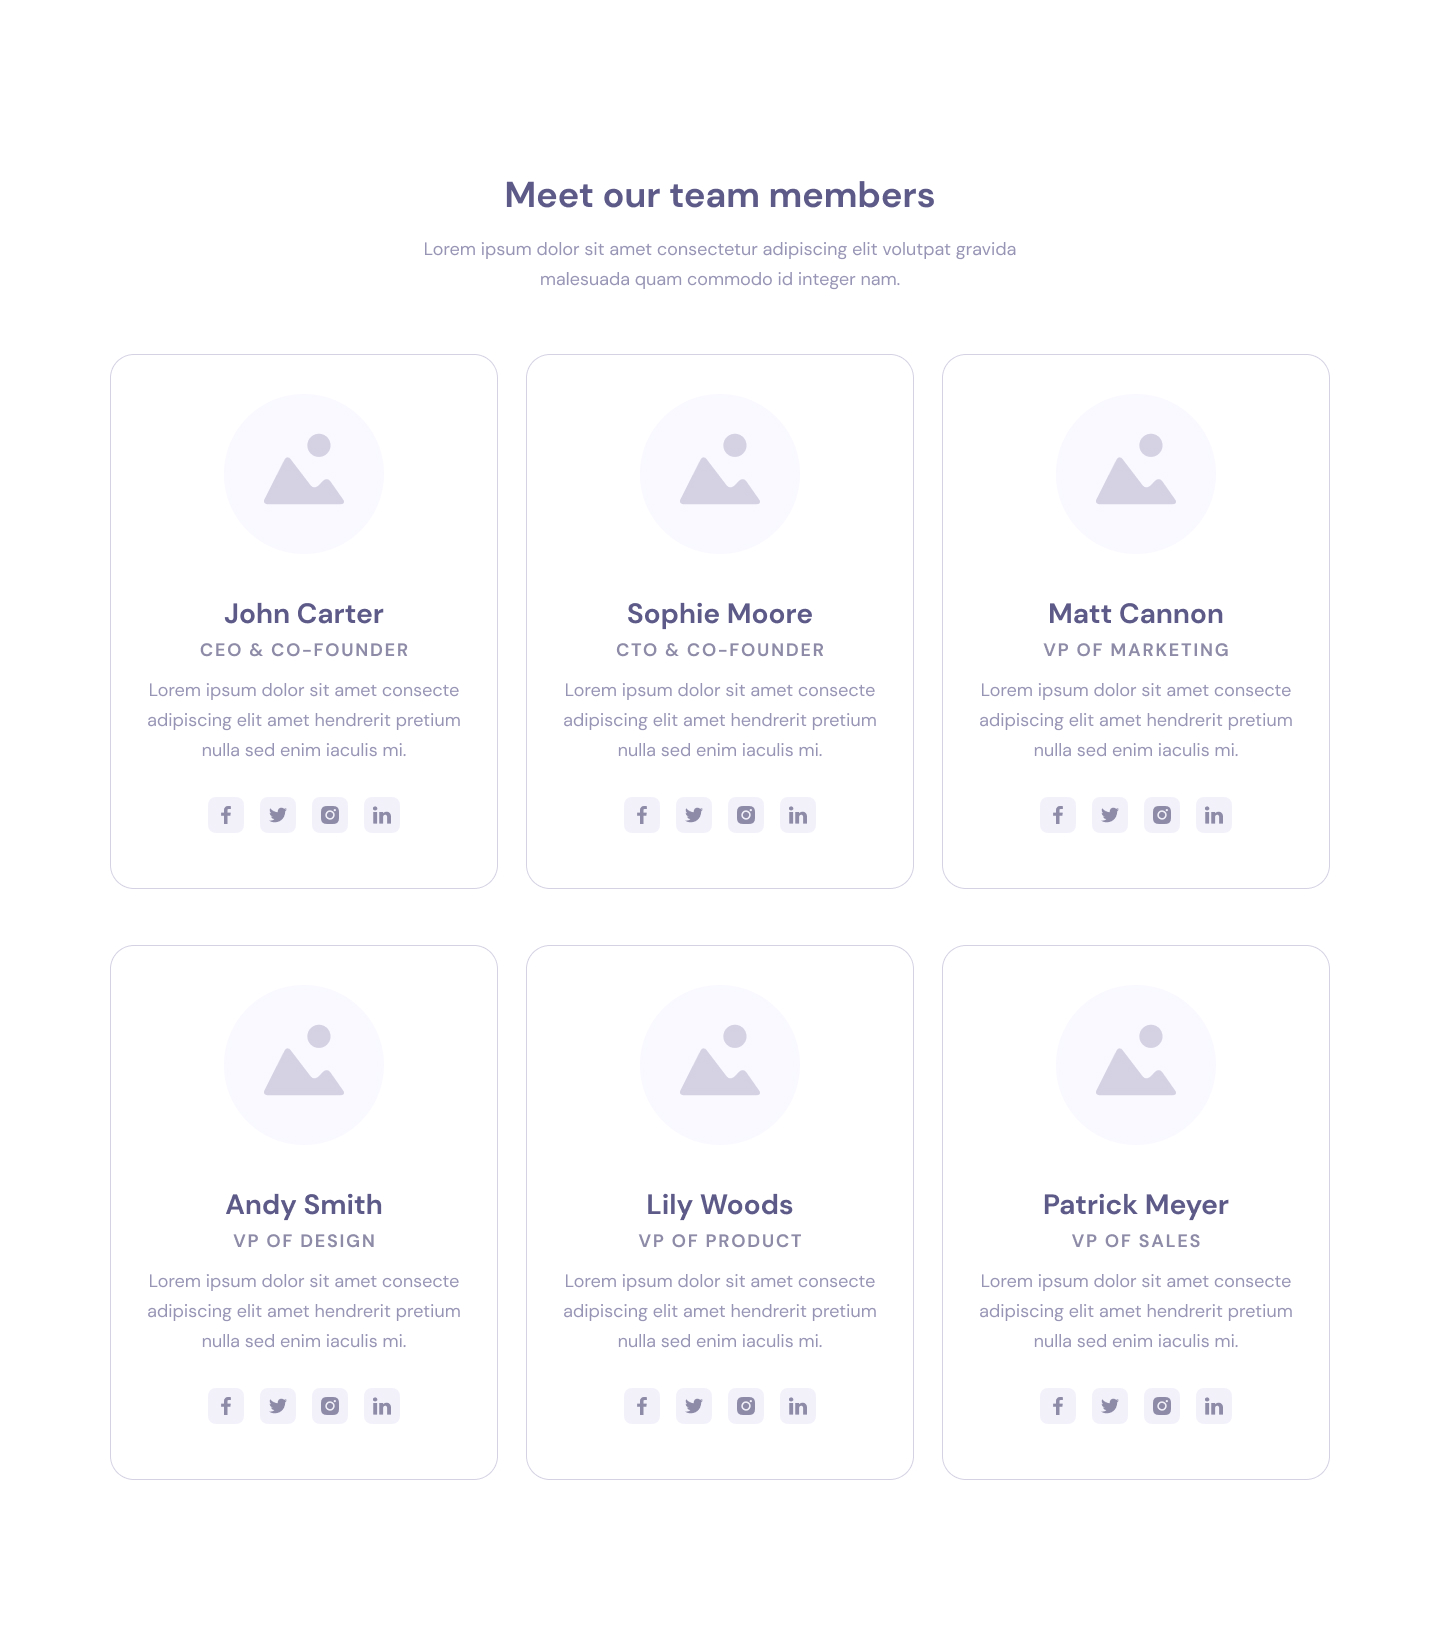 Meet our team members
Lorem ipsum dolor sit amet consectetur adipiscing elit volutpat gravida
malesuada quam commodo id integer nam.
John Carter
CEO & CO-FOUNDER
Lorem ipsum dolor sit amet consecte
adipiscing elit amet hendrerit pretium
nulla sed enim iaculis mi.
Sophie Moore
CTO & CO-FOUNDER
Lorem ipsum dolor sit amet consecte
adipiscing elit amet hendrerit pretium
nulla sed enim iaculis mi.
Matt Cannon
VP OF MARKETING
Lorem ipsum dolor sit amet consecte
adipiscing elit amet hendrerit pretium
nulla sed enim iaculis mi.
Andy Smith
VP OF DESIGN
Lorem ipsum dolor sit amet consecte
adipiscing elit amet hendrerit pretium
nulla sed enim iaculis mi.
Lily Woods
VP OF PRODUCT
Lorem ipsum dolor sit amet consecte
adipiscing elit amet hendrerit pretium
nulla sed enim iaculis mi.
Patrick Meyer
VP OF SALES
Lorem ipsum dolor sit amet consecte
adipiscing elit amet hendrerit pretium
nulla sed enim iaculis mi.